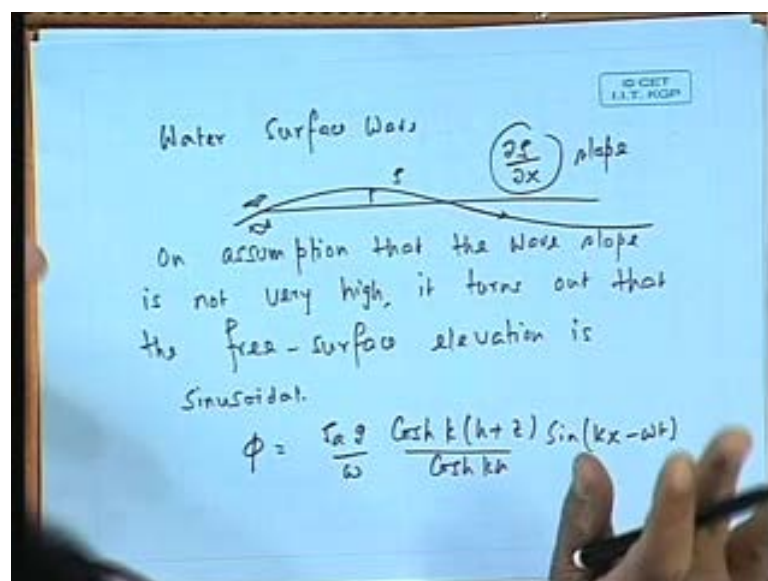 © CET
I.I.T. KGP
Water Surface Wave
∂ζ/∂x slope
ζ
On assumption that the wave slope
is not very high, it turns out that
the free-surface elevation is
sinusoidal.
ϕ = ζa g/ω Cosh k(h+z)/Cosh kh Sin(kx-ωt)